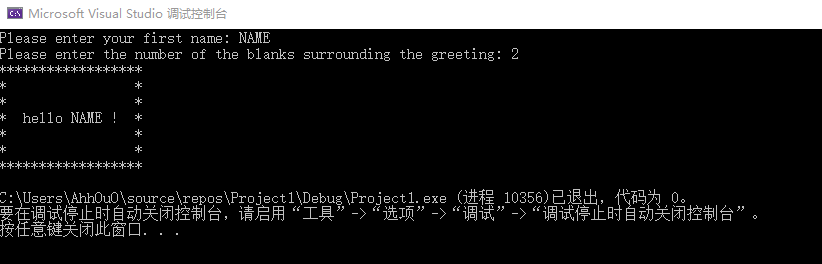 Microsoft Visual Studio 调试控制台
Please enter your first name: NAME
Please enter the number of the blanks surrounding the greeting: 2
******************
*                *
*                *
*  hello NAME !  *
*                *
*                *
******************
C:\Users\AhhOuO\source\repos\Project1\Debug\Project1.exe (进程 10356)已退出，代码为 0。
要在调试停止时自动关闭控制台，请启用“工具”->“选项”->“调试”->“调试停止时自动关闭控制台”。
按任意键关闭此窗口. . .